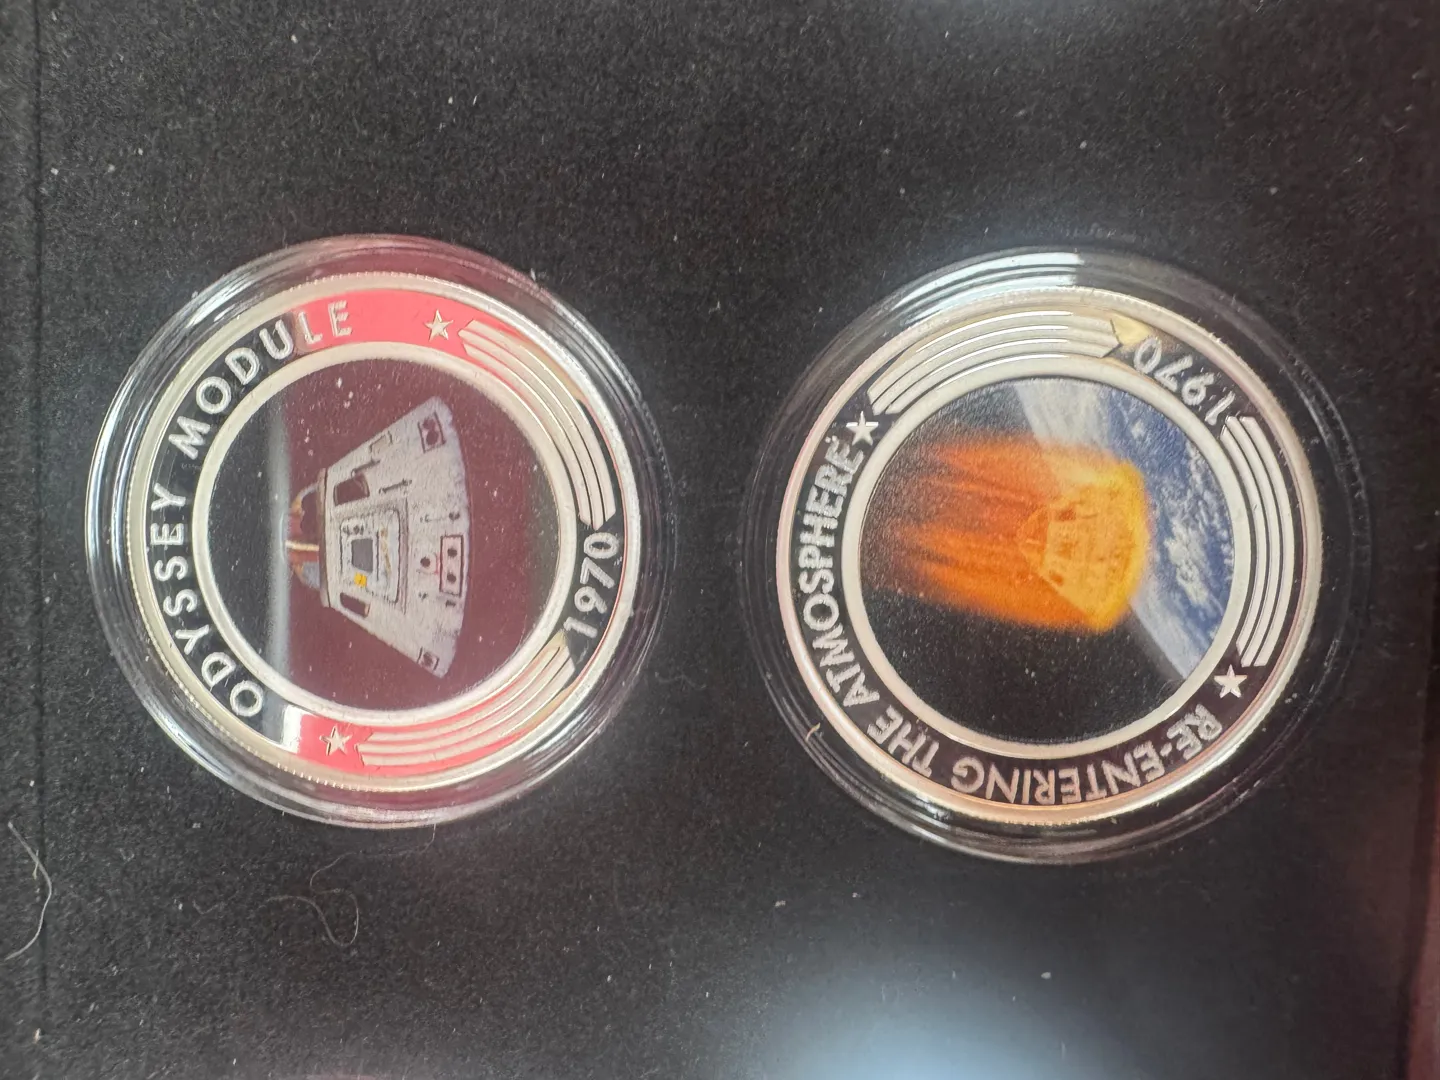 ODYSSEY MODULE
1970
RE-ENTERING THE ATMOSPHERE
1970